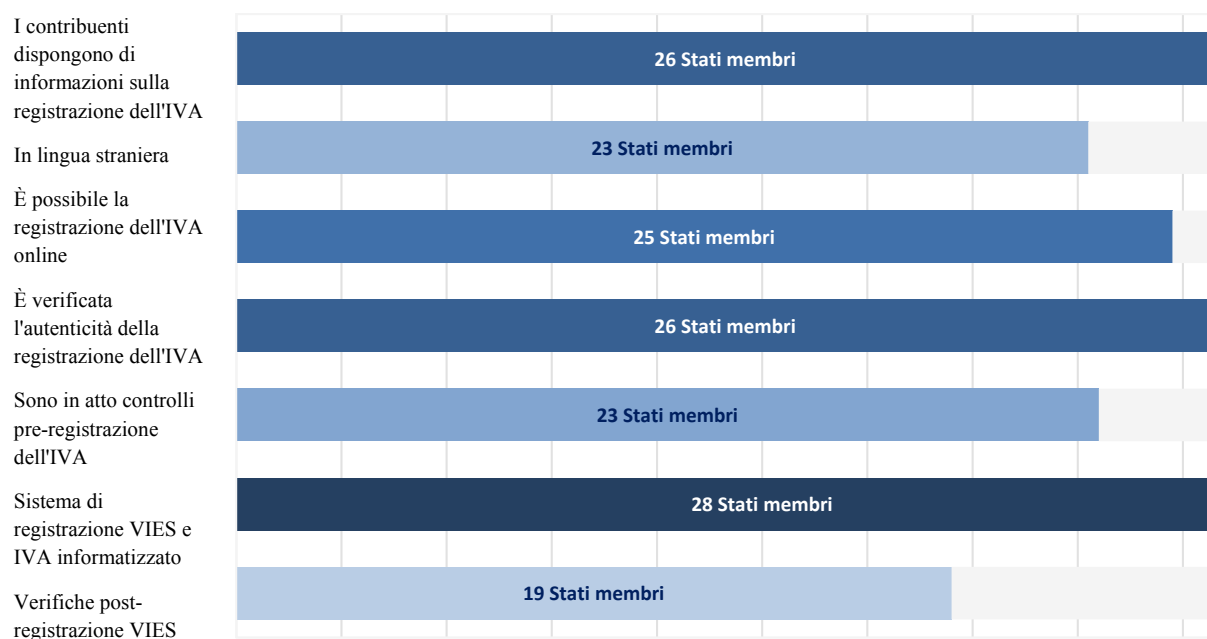 I contribuenti
dispongono di
informazioni sulla
registrazione dell'IVA
26 Stati membri
In lingua straniera
23 Stati membri
È possibile la
registrazione dell'IVA
online
25 Stati membri
È verificata
l'autenticità della
registrazione dell'IVA
26 Stati membri
Sono in atto controlli
pre-registrazione
dell'IVA
23 Stati membri
Sistema di
registrazione VIES e
IVA informatizzato
28 Stati membri
Verifiche post-
registrazione VIES
19 Stati membri